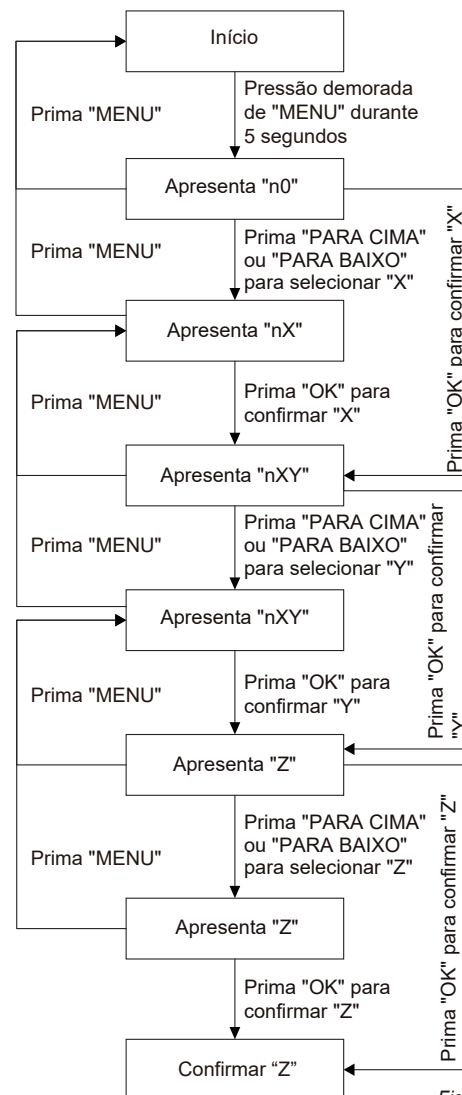 Início
Prima "MENU"
Pressão demorada
de "MENU" durante
5 segundos
Apresenta "n0"
Prima "MENU"
Prima "PARA CIMA"
ou "PARA BAIXO"
para selecionar "X"
Prima "OK" para confirmar "X"
Apresenta "nX"
Prima "MENU"
Prima "OK" para
confirmar "X"
Apresenta "nXY"
Prima "MENU"
Prima "PARA CIMA"
ou "PARA BAIXO"
para selecionar "Y"
Prima "OK" para confirmar
"Y"
Apresenta "nXY"
Prima "MENU"
Prima "OK" para
confirmar "Y"
Apresenta "Z"
Prima "MENU"
Prima "PARA CIMA"
ou "PARA BAIXO"
para selecionar "Z"
Prima "OK" para confirmar "Z"
Apresenta "Z"
Prima "OK" para
confirmar "Z"
Confirmar “Z”